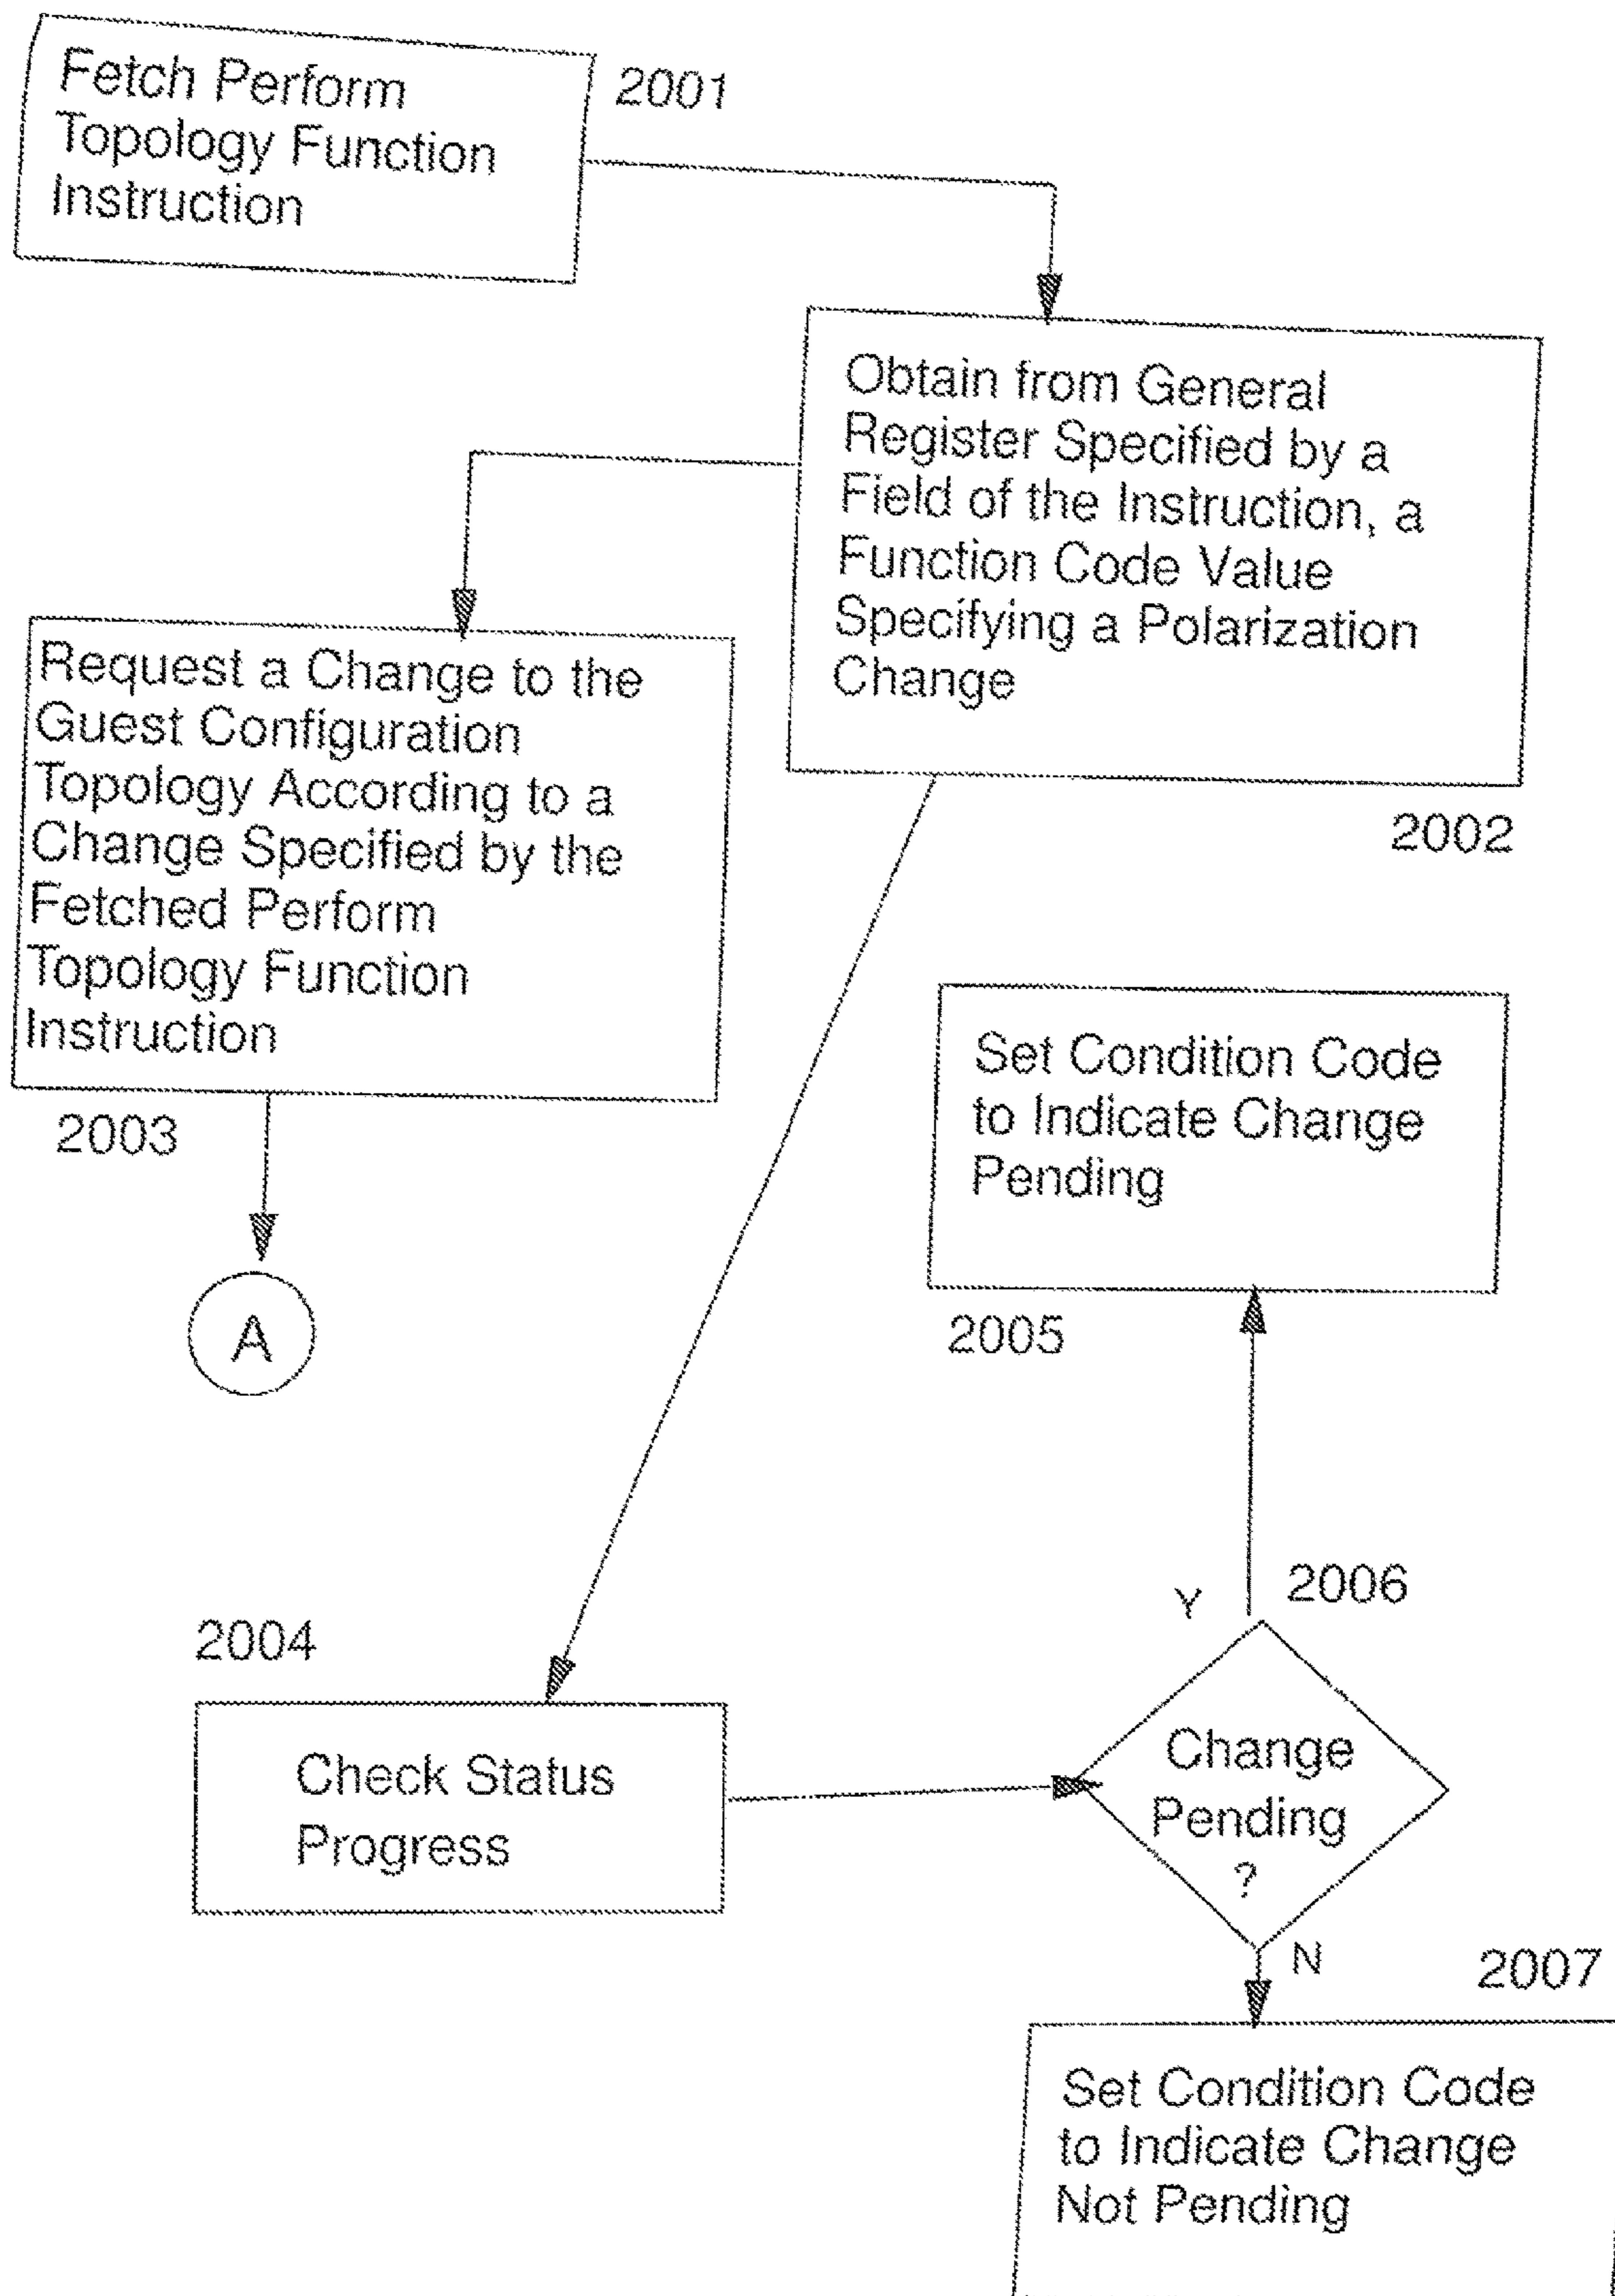 Fetch Perform
Topology Function
Instruction
2001
Obtain from General
Register Specified by a
Field of the Instruction, a
Function Code Value
Specifying a Polarization
Change
2002
Request a Change to the
Guest Configuration
Topology According to a
Change Specified by the
Fetched Perform
Topology Function
Instruction
2003
A
Set Condition Code
to Indicate Change
Pending
2005
2004
Check Status
Progress
Y
2006
Change
Pending
?
N
2007
Set Condition Code
to Indicate Change
Not Pending